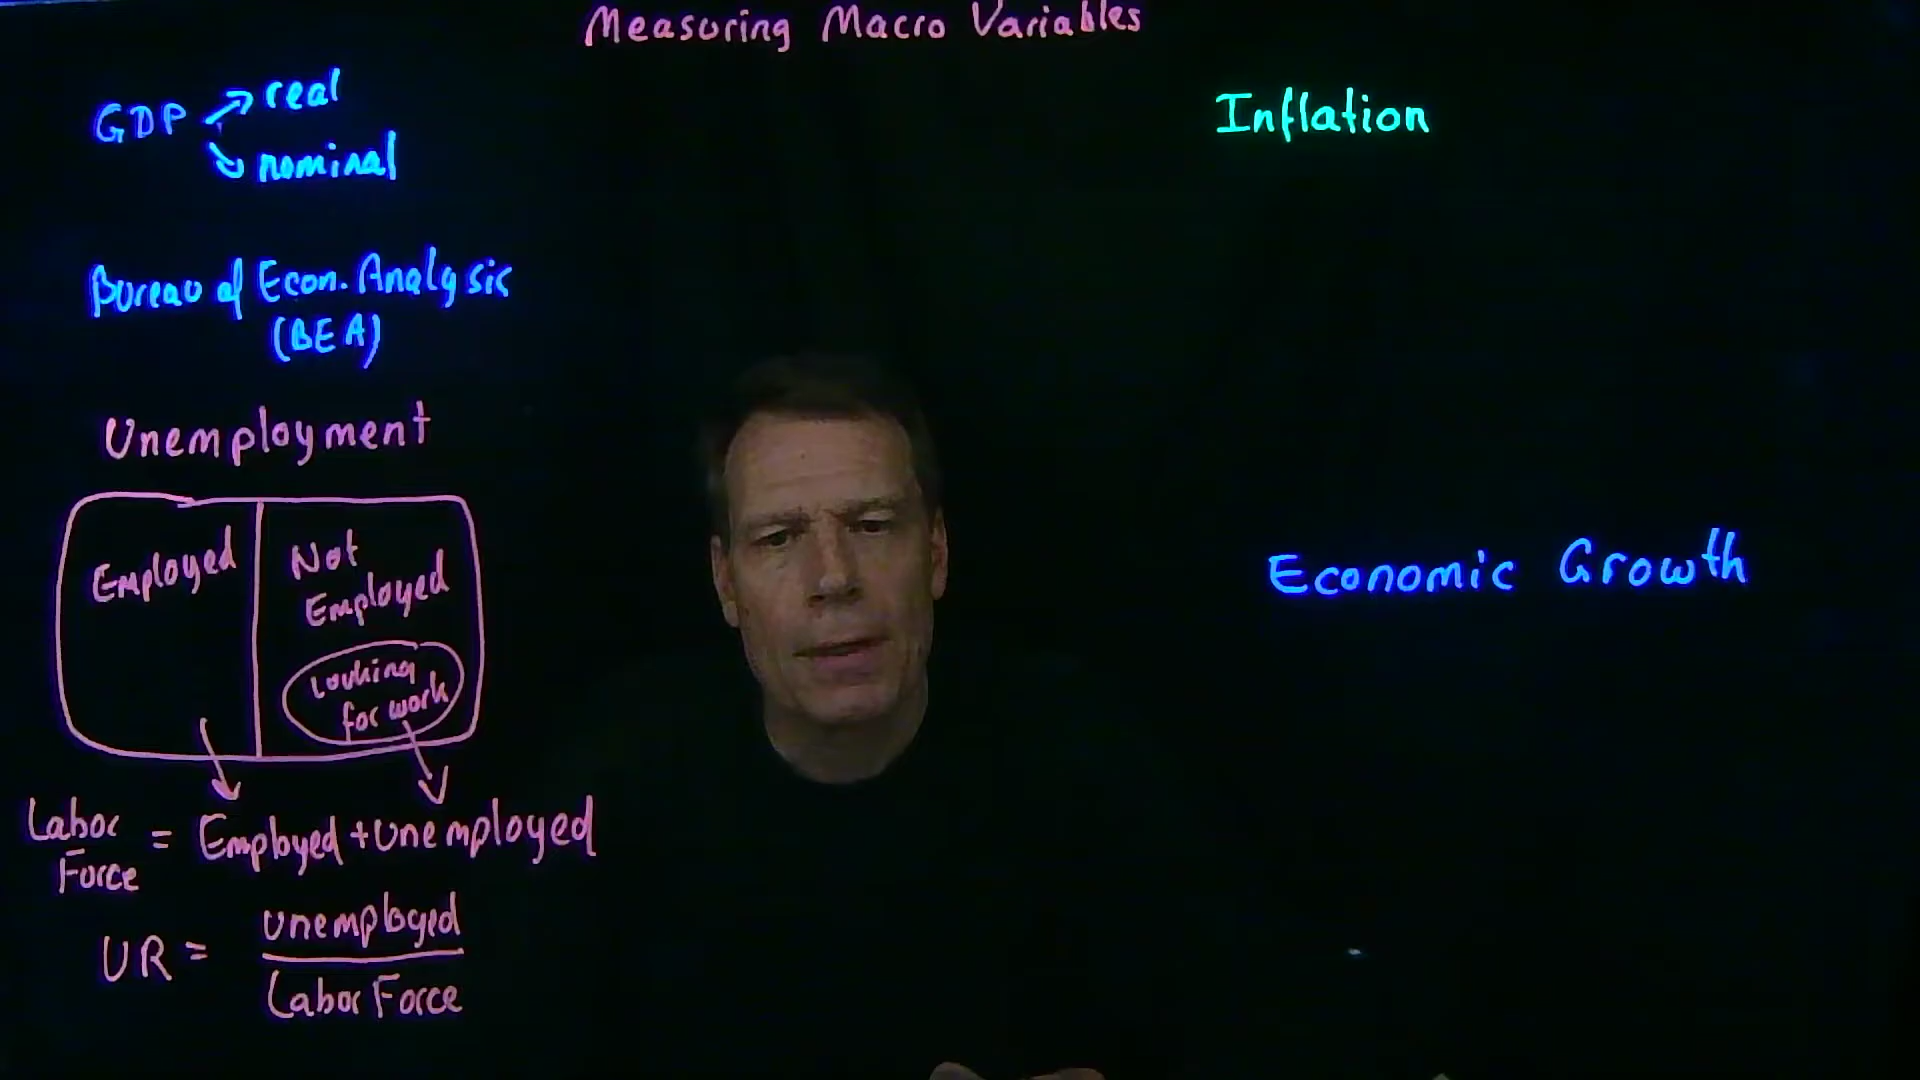 Measuring Macro Variables
GDP
real
nominal
Bureau of Econ. Analysis
(BEA)
Unemployment
Employed
Not
Employed
Looking
for work
Labor
Force
= Employed + Unemployed
UR =
unemployed
Labor Force
Inflation
Economic Growth